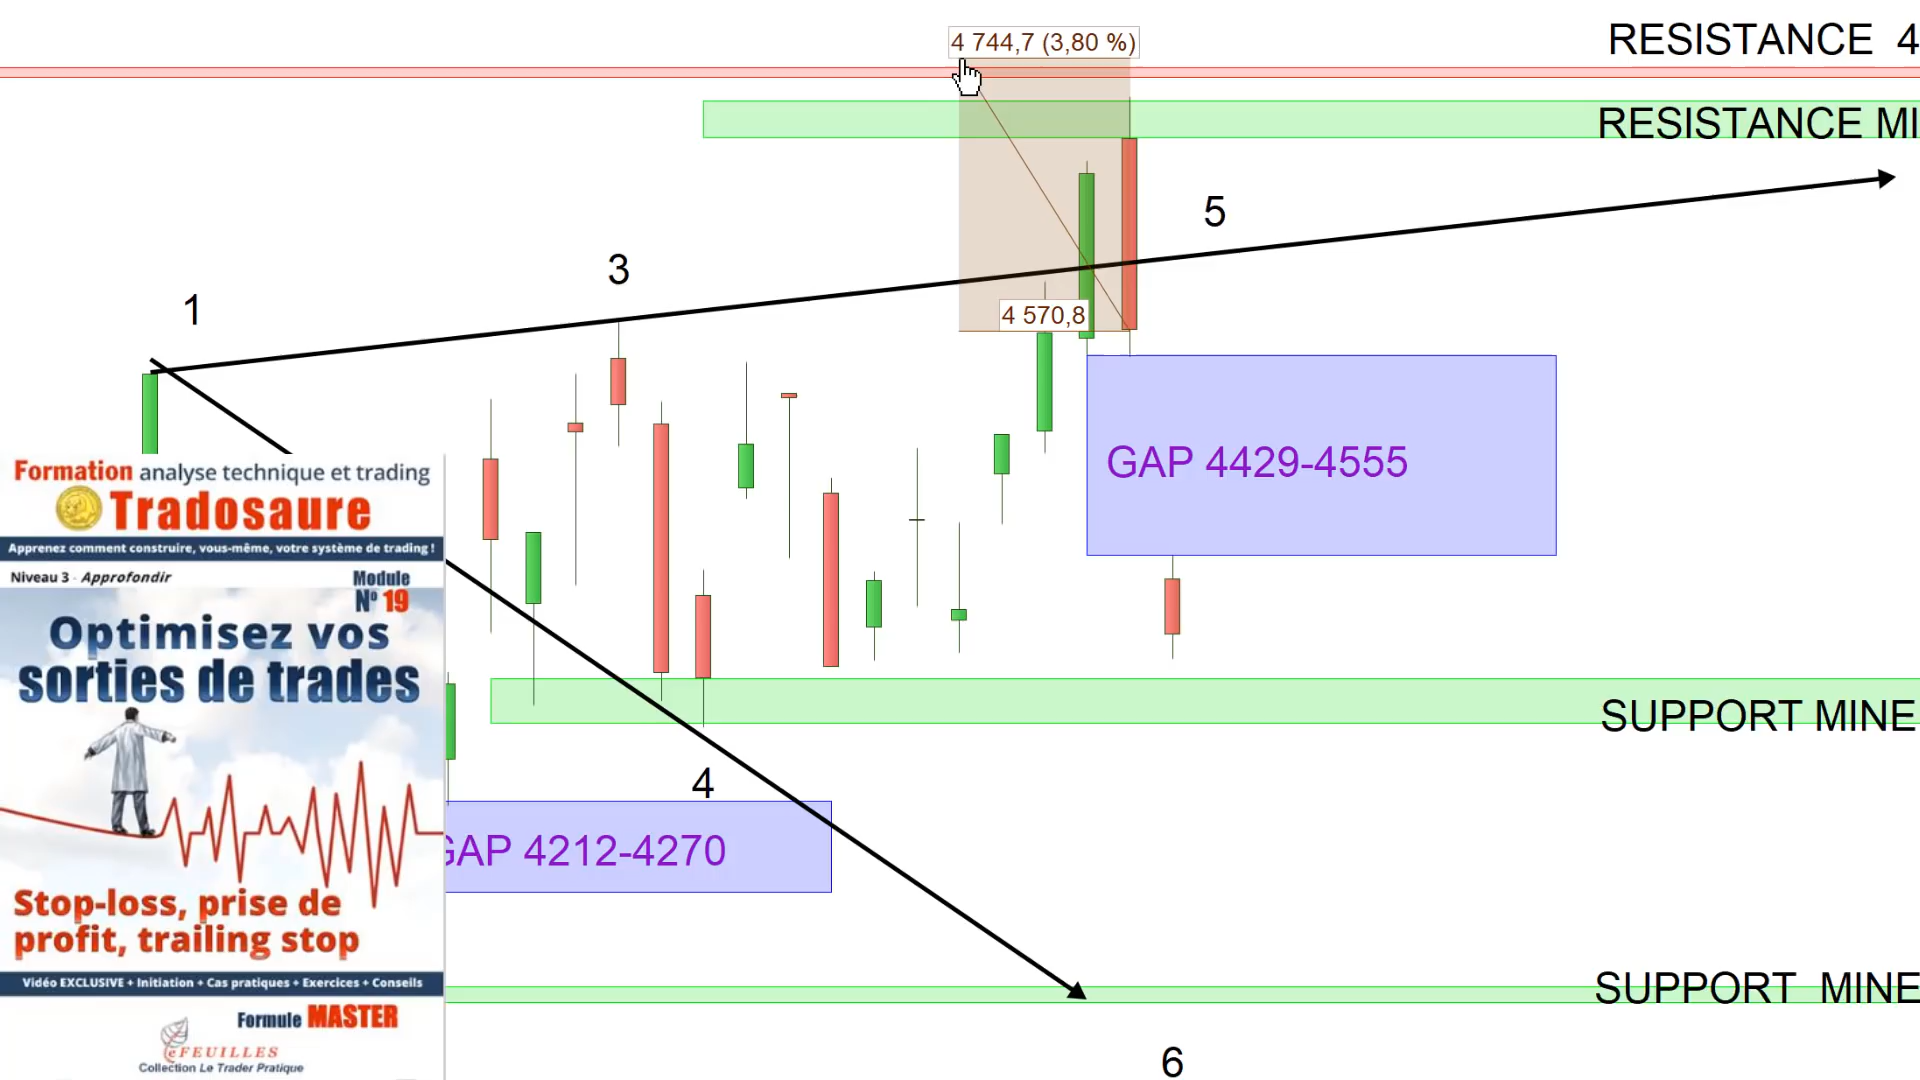 4 744,7 (3,80 %)
RESISTANCE 4
RESISTANCE MI
5
3
1
4 570,8
GAP 4429-4555
Formation analyse technique et trading
Tradosaure
Apprenez comment construire, vous-même, votre système de trading !
Niveau 3 - Approfondir
Module
N° 19
Optimisez vos
sorties de trades
SUPPORT MINE
4
GAP 4212-4270
Stop-loss, prise de
profit, trailing stop
Vidéo EXCLUSIVE + Initiation + Cas pratiques + Exercices + Conseils
SUPPORT MINE
Formule MASTER
eFEUILLES
Collection Le Trader Pratique
6